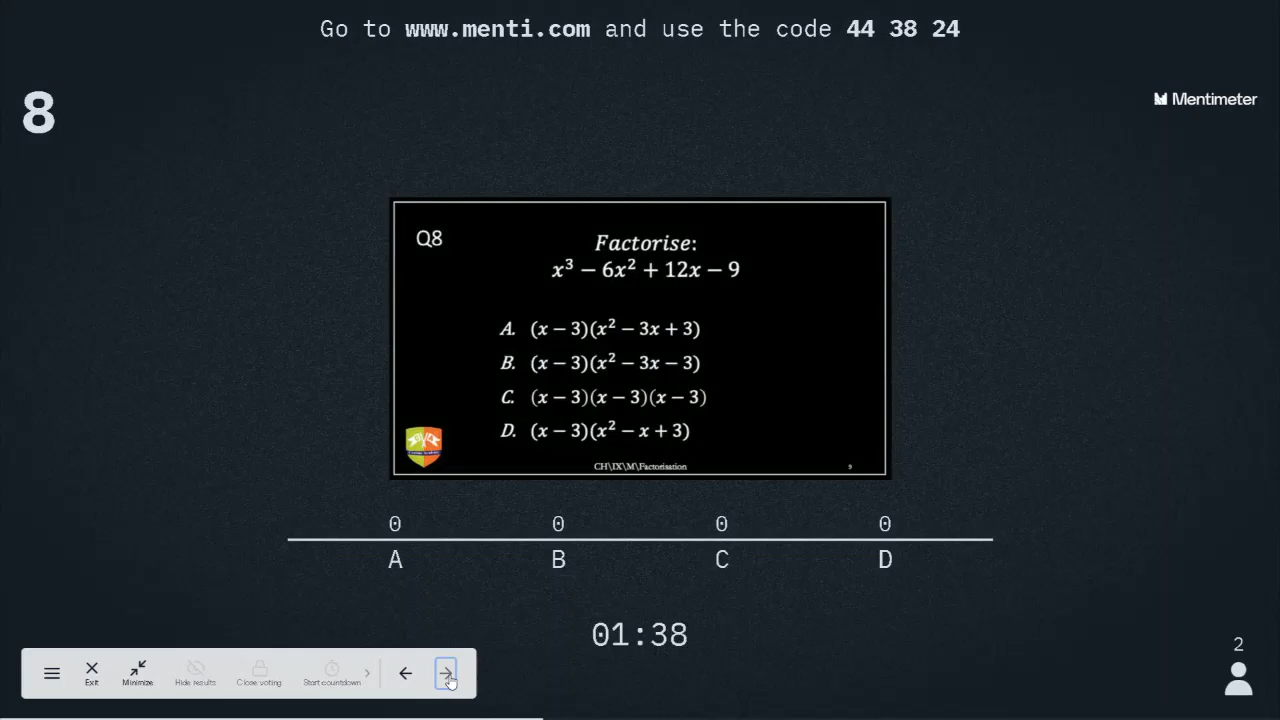 Go to www.menti.com and use the code 44 38 24
8
Mentimeter
Q8
Factorise:
x³ − 6x² + 12x − 9
A. (x − 3)(x² − 3x + 3)
B. (x − 3)(x² − 3x − 3)
C. (x − 3)(x − 3)(x − 3)
D. (x − 3)(x² − x + 3)
CH\IX\M\Factorisation
9
0 0 0 0
A B C D
01:38
2
Exit Minimize Hide results Close voting Start countdown